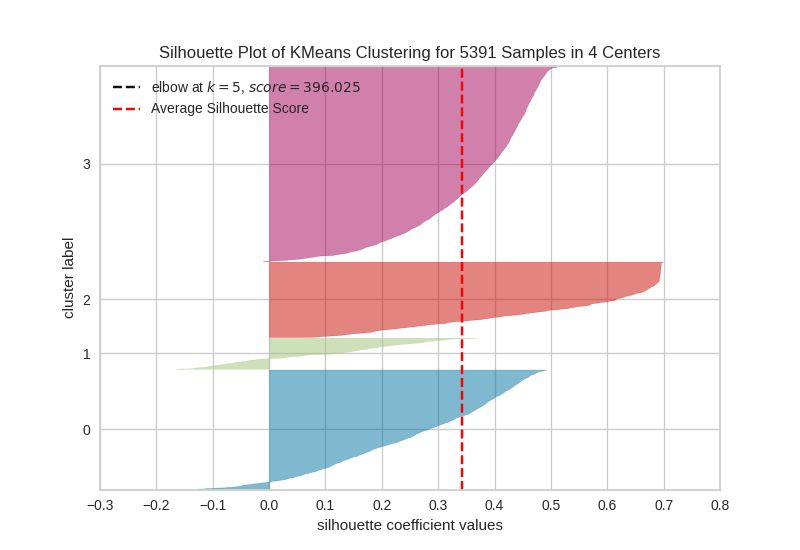 Silhouette Plot of KMeans Clustering for 5391 Samples in 4 Centers
elbow at k = 5, score = 396.025
Average Silhouette Score
3
2
1
0
cluster label
−0.3 −0.2 −0.1 0.0 0.1 0.2 0.3 0.4 0.5 0.6 0.7 0.8
silhouette coefficient values